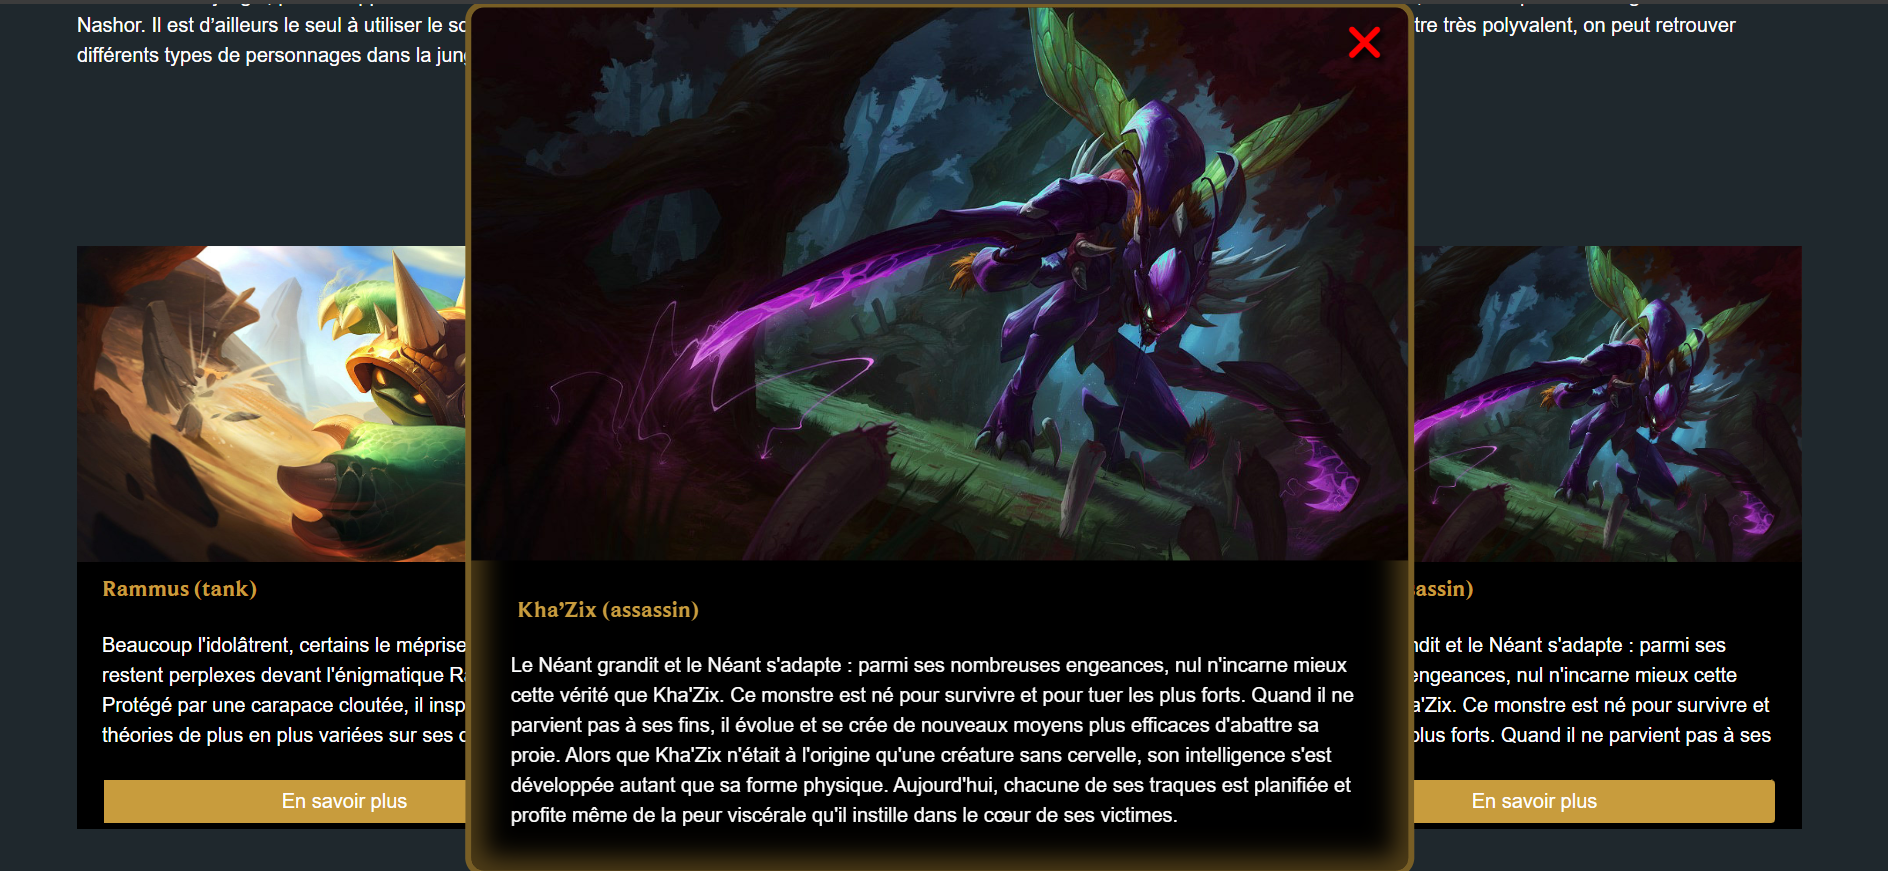 Nashor. Il est d'ailleurs le seul à utiliser le
tre très polyvalent, on peut retrouver
différents types de personnages dans la
Rammus (tank)
Beaucoup l'idolâtrent, certains le méprise
restent perplexes devant l'énigmatique
Protégé par une carapace cloutée, il
théories de plus en plus variées sur ses
En savoir plus
Kha'Zix (assassin)
Le Néant grandit et le Néant s'adapte : parmi ses nombreuses engeances, nul n'incarne mieux
cette vérité que Kha'Zix. Ce monstre est né pour survivre et pour tuer les plus forts. Quand il ne
parvient pas à ses fins, il évolue et se crée de nouveaux moyens plus efficaces d'abattre sa
proie. Alors que Kha'Zix n'était à l'origine qu'une créature sans cervelle, son intelligence s'est
développée autant que sa forme physique. Aujourd'hui, chacune de ses traques est planifiée et
profite même de la peur viscérale qu'il instille dans le cœur de ses victimes.
assin)
ndit et le Néant s'adapte : parmi ses
engeances, nul n'incarne mieux cette
a'Zix. Ce monstre est né pour survivre et
plus forts. Quand il ne parvient pas à ses
En savoir plus